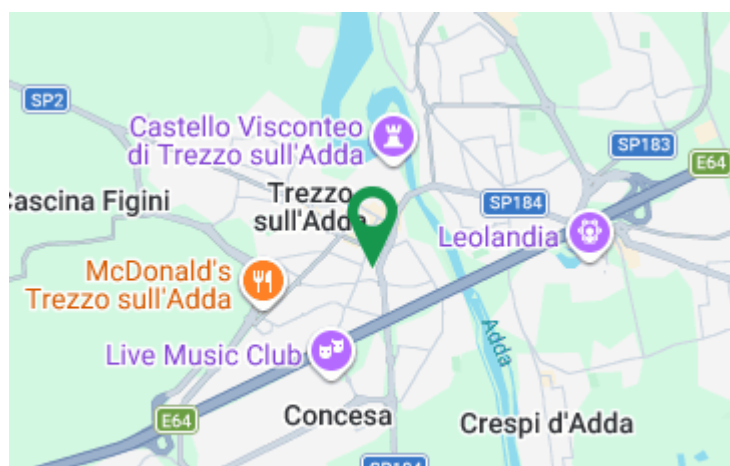 SP2
Castello Visconteo
di Trezzo sull'Adda
SP183
E64
Cascina Figini
Trezzo
sull'Adda
SP184
Leolandia
McDonald's
Trezzo sull'Adda
Adda
Live Music Club
E64
Concesa
Crespi d'Adda
SP184